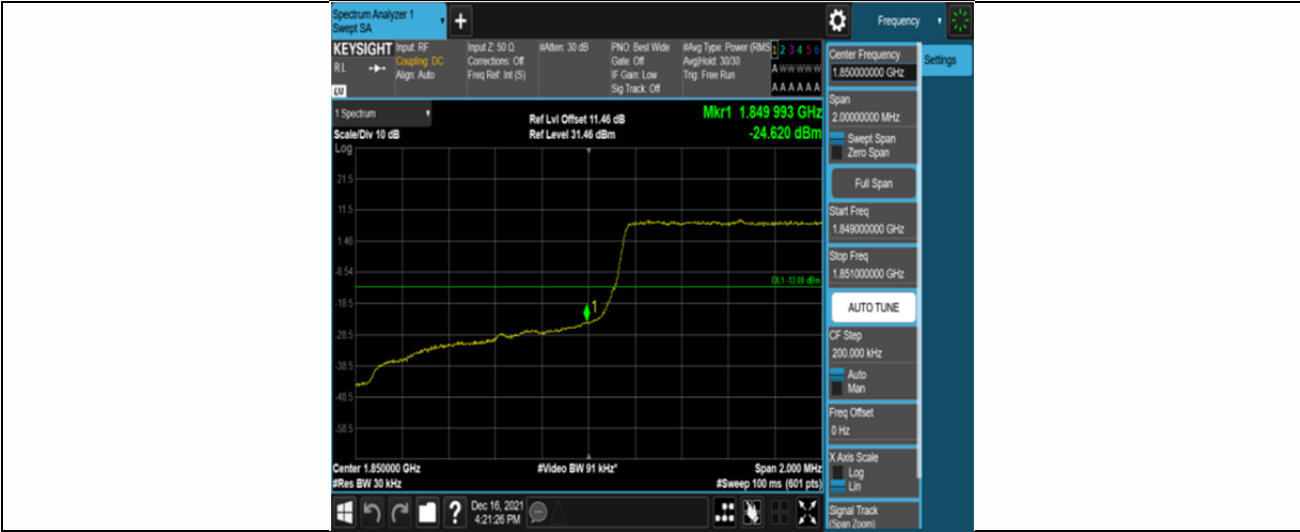 Spectrum Analyzer 1
Swept SA
+
Frequency
KEYSIGHT
RL
Input: RF
Coupling: DC
Align: Auto
Input Z: 50 Ω
Corrections: Off
Freq Ref: Int (S)
#Atten: 30 dB
PNO: Best Wide
Gate: Off
IF Gain: Low
Sig Track: Off
#Avg Type: Power (RMS
Avg|Hold: 30/30
Trig: Free Run
1 2 3 4 5 6
A W W W W W
A A A A A A
1 Spectrum
Scale/Div 10 dB
Log
Ref Lvl Offset 11.46 dB
Ref Level 31.46 dBm
Mkr1 1.849 993 GHz
-24.620 dBm
21.5
11.5
1.46
-8.54
-18.5
-28.5
-38.5
-48.5
-58.5
DL1 -13.00 dBm
1
Center 1.850000 GHz
#Res BW 30 kHz
#Video BW 91 kHz*
Span 2.000 MHz
#Sweep 100 ms (601 pts)
?
Dec 16, 2021
4:21:26 PM
Center Frequency
1.850000000 GHz
Settings
Span
2.00000000 MHz
Swept Span
Zero Span
Full Span
Start Freq
1.849000000 GHz
Stop Freq
1.851000000 GHz
AUTO TUNE
CF Step
200.000 kHz
Auto
Man
Freq Offset
0 Hz
X Axis Scale
Log
Lin
Signal Track
(Span Zoom)